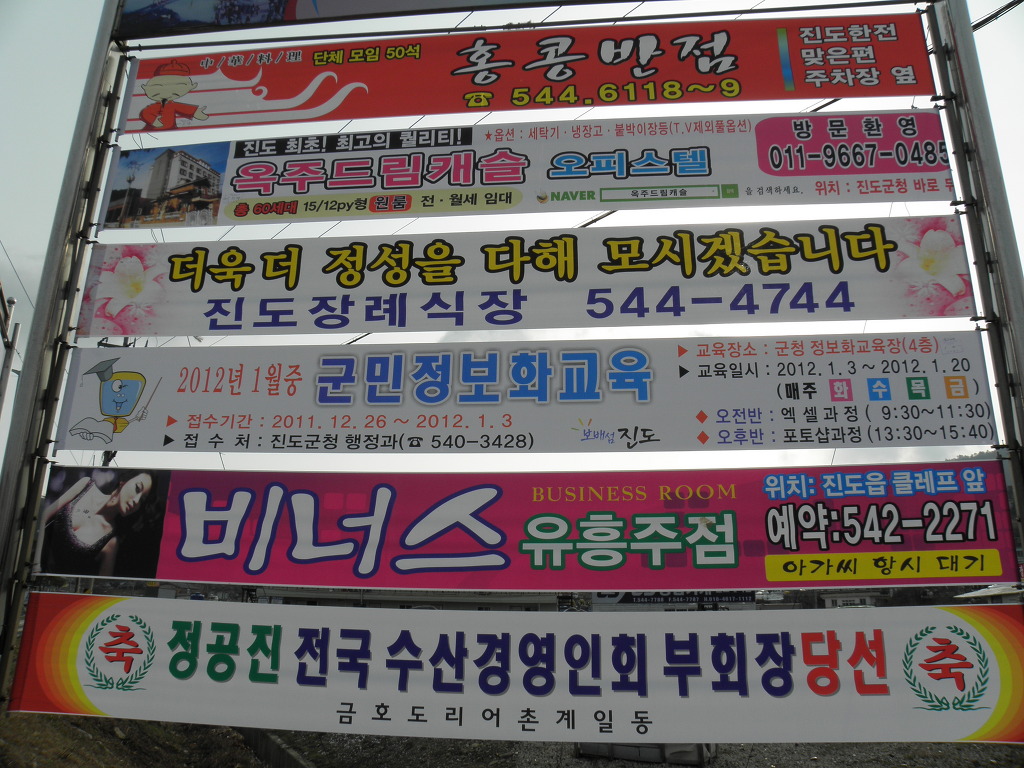 中/華/料/理 단체 모임 50석
홍콩반점
☎ 544.6118~9
진도한전
맞은편
주차장 옆
진도 최초! 최고의 퀄리티!
★옵션 : 세탁기 · 냉장고 · 붙박이장등(T.V제외풀옵션)
옥주드림캐슬 오피스텔
총 60세대 15/12py형 원룸 전 · 월세 임대
NAVER 옥주드림캐슬 을 검색하세요.
방문환영
011-9667-0485
위치 : 진도군청 바로 뒤
더욱 더 정성을 다해 모시겠습니다
진도장례식장 544-4744
2012년 1월중 군민정보화교육
▶ 접수기간 : 2011. 12. 26 ~ 2012. 1. 3
▶ 접 수 처 : 진도군청 행정과(☎ 540-3428)
보배섬 진도
▶ 교육장소 : 군청 정보화교육장(4층)
▶ 교육일시 : 2012. 1. 3 ~ 2012. 1. 20
(매주 화 수 목 금)
◆ 오전반 : 엑셀과정( 9:30~11:30)
◆ 오후반 : 포토샵과정(13:30~15:40)
비너스
BUSINESS ROOM
유흥주점
위치: 진도읍 클레프 앞
예약:542-2271
아가씨 항시 대기
축 정공진 전국 수산경영인회 부회장당선 축
금호도리어촌계일동